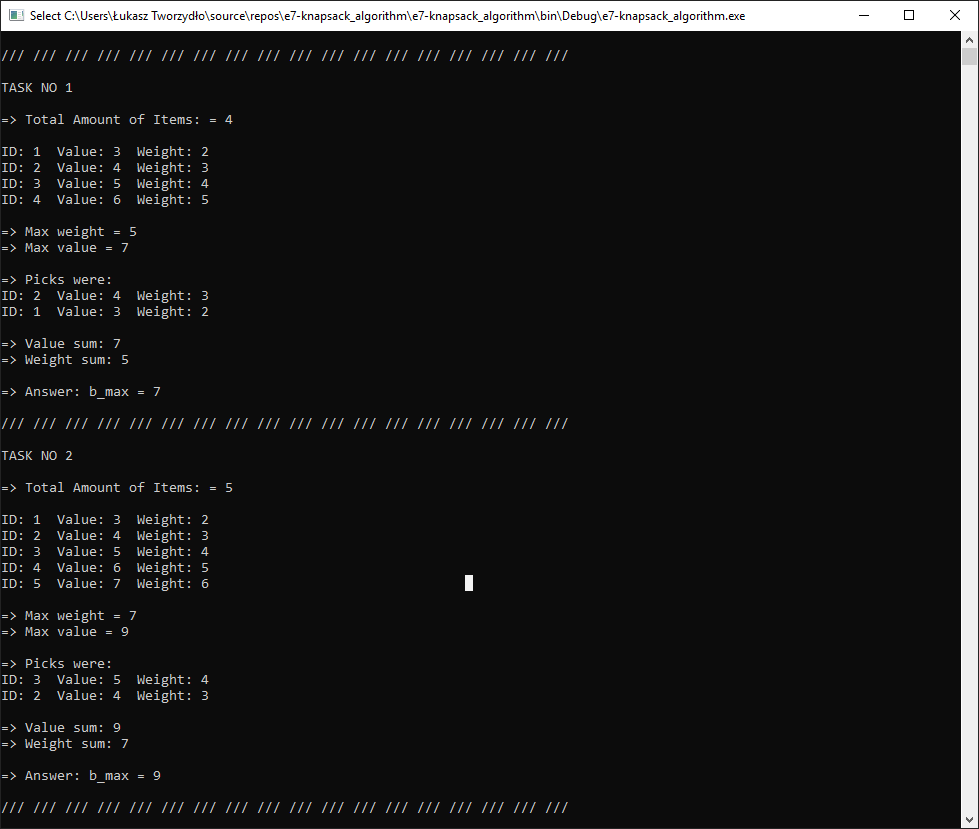 Select C:\Users\Łukasz Tworzydło\source\repos\e7-knapsack_algorithm\e7-knapsack_algorithm\bin\Debug\e7-knapsack_algorithm.exe
/// /// /// /// /// /// /// /// /// /// /// /// /// /// /// /// /// ///
TASK NO 1
=> Total Amount of Items: = 4
ID: 1  Value: 3  Weight: 2
ID: 2  Value: 4  Weight: 3
ID: 3  Value: 5  Weight: 4
ID: 4  Value: 6  Weight: 5
=> Max weight = 5
=> Max value = 7
=> Picks were:
ID: 2  Value: 4  Weight: 3
ID: 1  Value: 3  Weight: 2
=> Value sum: 7
=> Weight sum: 5
=> Answer: b_max = 7
/// /// /// /// /// /// /// /// /// /// /// /// /// /// /// /// /// ///
TASK NO 2
=> Total Amount of Items: = 5
ID: 1  Value: 3  Weight: 2
ID: 2  Value: 4  Weight: 3
ID: 3  Value: 5  Weight: 4
ID: 4  Value: 6  Weight: 5
ID: 5  Value: 7  Weight: 6
=> Max weight = 7
=> Max value = 9
=> Picks were:
ID: 3  Value: 5  Weight: 4
ID: 2  Value: 4  Weight: 3
=> Value sum: 9
=> Weight sum: 7
=> Answer: b_max = 9
/// /// /// /// /// /// /// /// /// /// /// /// /// /// /// /// /// ///